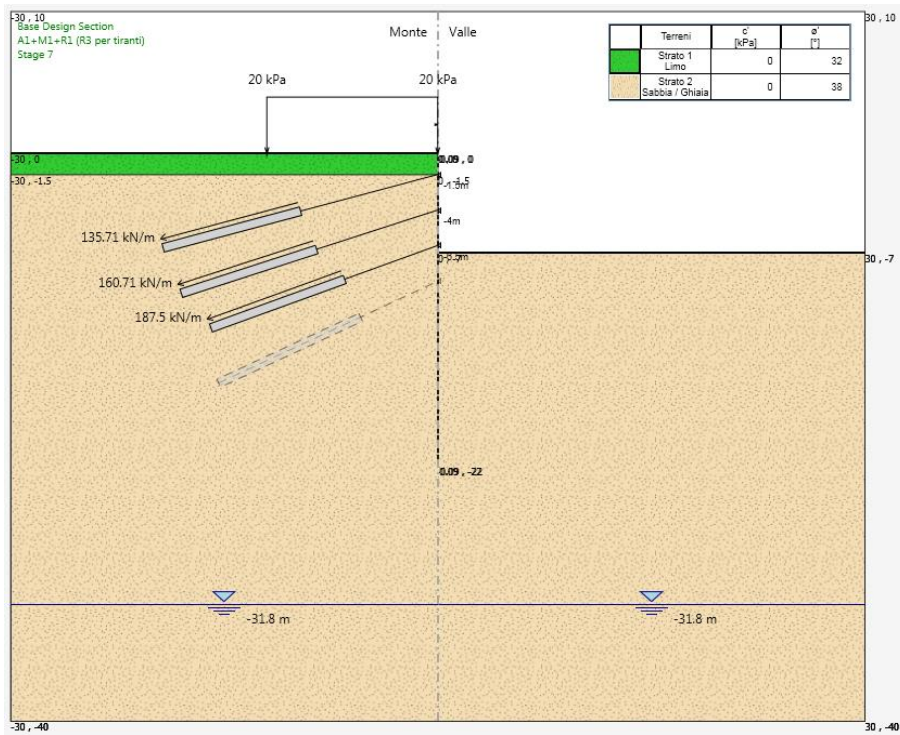 -30 , 10
30 , 10
Base Design Section
A1+M1+R1 (R3 per tiranti)
Stage 7
Monte Valle
Terreni c' [kPa] ø' [°]
Strato 1 Limo 0 32
Strato 2 Sabbia / Ghiaia 0 38
20 kPa 20 kPa
-30 , 0
, 0
-30 , -1.5
-4m
135.71 kN/m
160.71 kN/m
187.5 kN/m
30 , -7
, -22
-31.8 m -31.8 m
-30 , -40
30 , -40